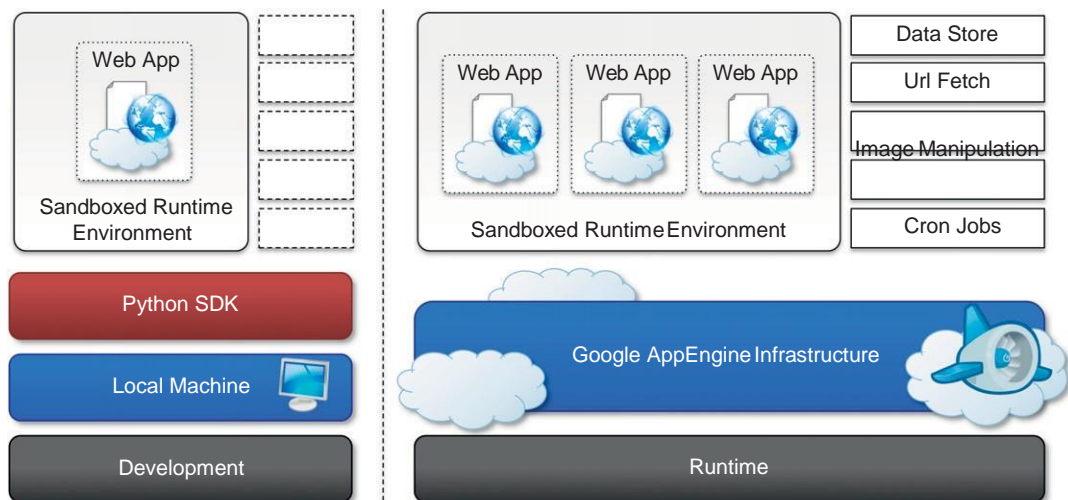 Web App
Sandboxed Runtime
Environment
Python SDK
Local Machine
Development
Web App
Web App
Web App
Sandboxed Runtime Environment
Data Store
Url Fetch
Image Manipulation
Cron Jobs
Google AppEngine Infrastructure
Runtime